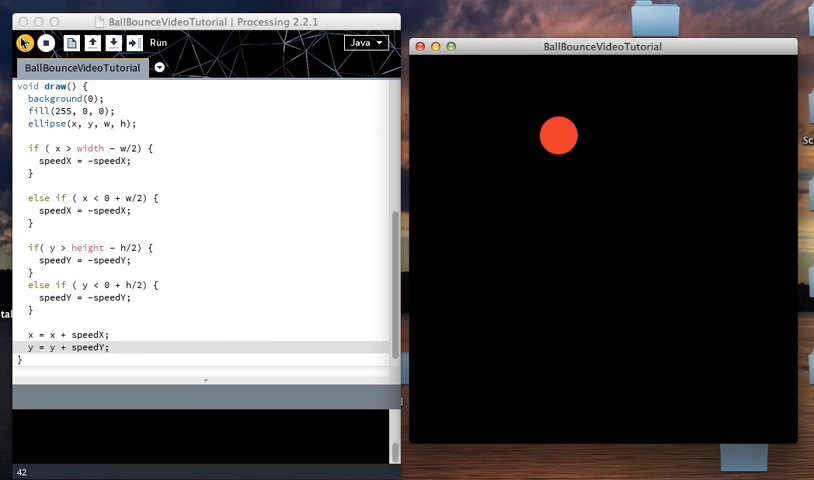 BallBounceVideoTutorial | Processing 2.2.1
Run
Java
BallBounceVideoTutorial
void draw() {
background(0);
fill(255, 0, 0);
ellipse(x, y, w, h);
if ( x > width - w/2) {
speedX = -speedX;
}
else if ( x < 0 + w/2) {
speedX = -speedX;
}
if( y > height - h/2) {
speedY = -speedY;
}
else if ( y < 0 + h/2) {
speedY = -speedY;
}
x = x + speedX;
y = y + speedY;
}
42
BallBounceVideoTutorial
Sc
tal